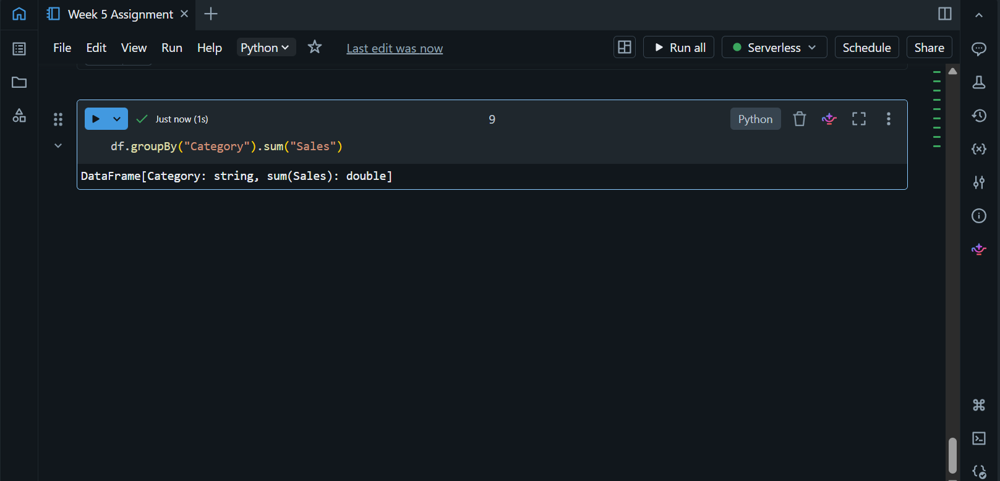 Week 5 Assignment
File Edit View Run Help Python Last edit was now Run all Serverless Schedule Share
Just now (1s) 9 Python
df.groupBy("Category").sum("Sales")
DataFrame[Category: string, sum(Sales): double]